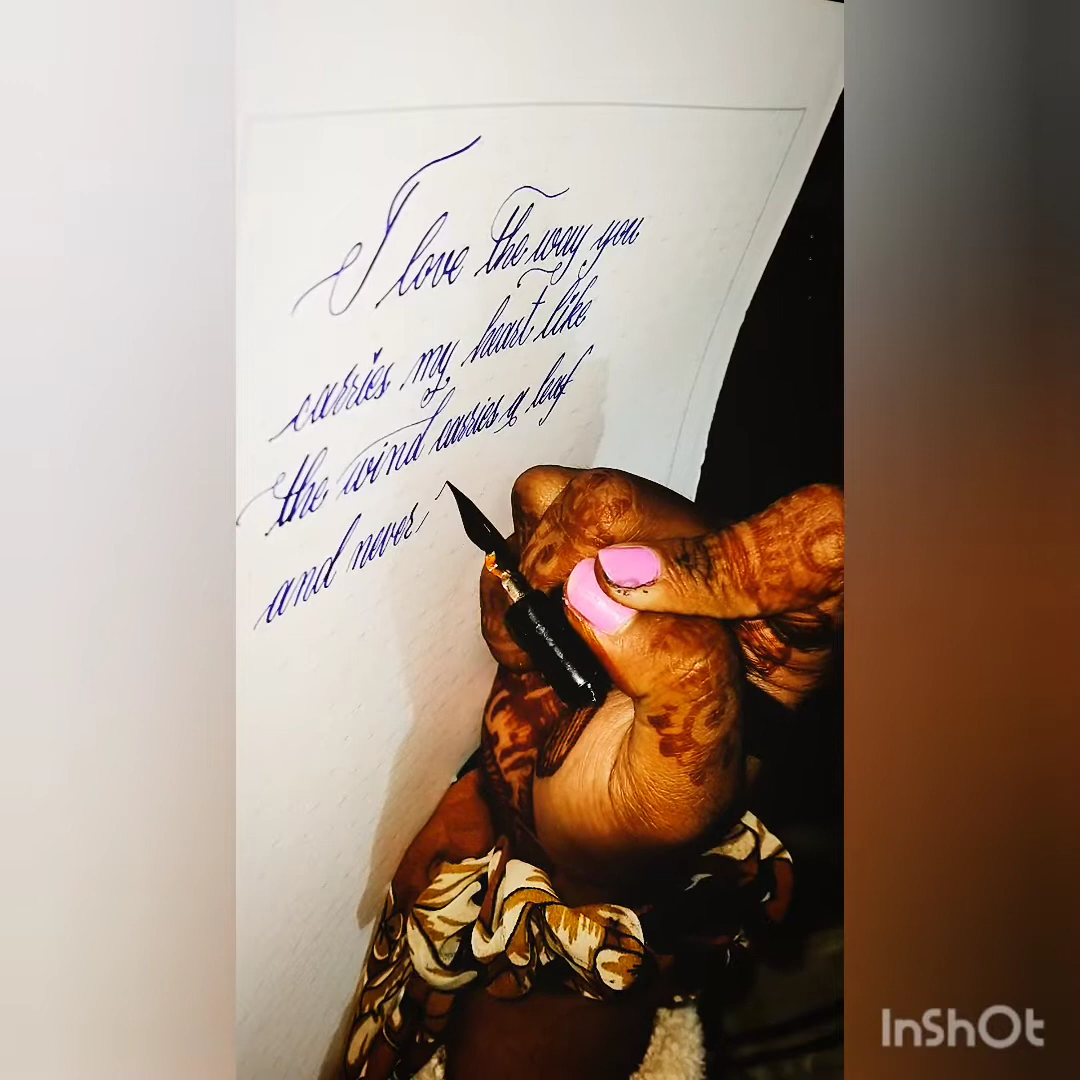 I love the way you
carries my heart like
the wind carries a leaf
and never
InShOt